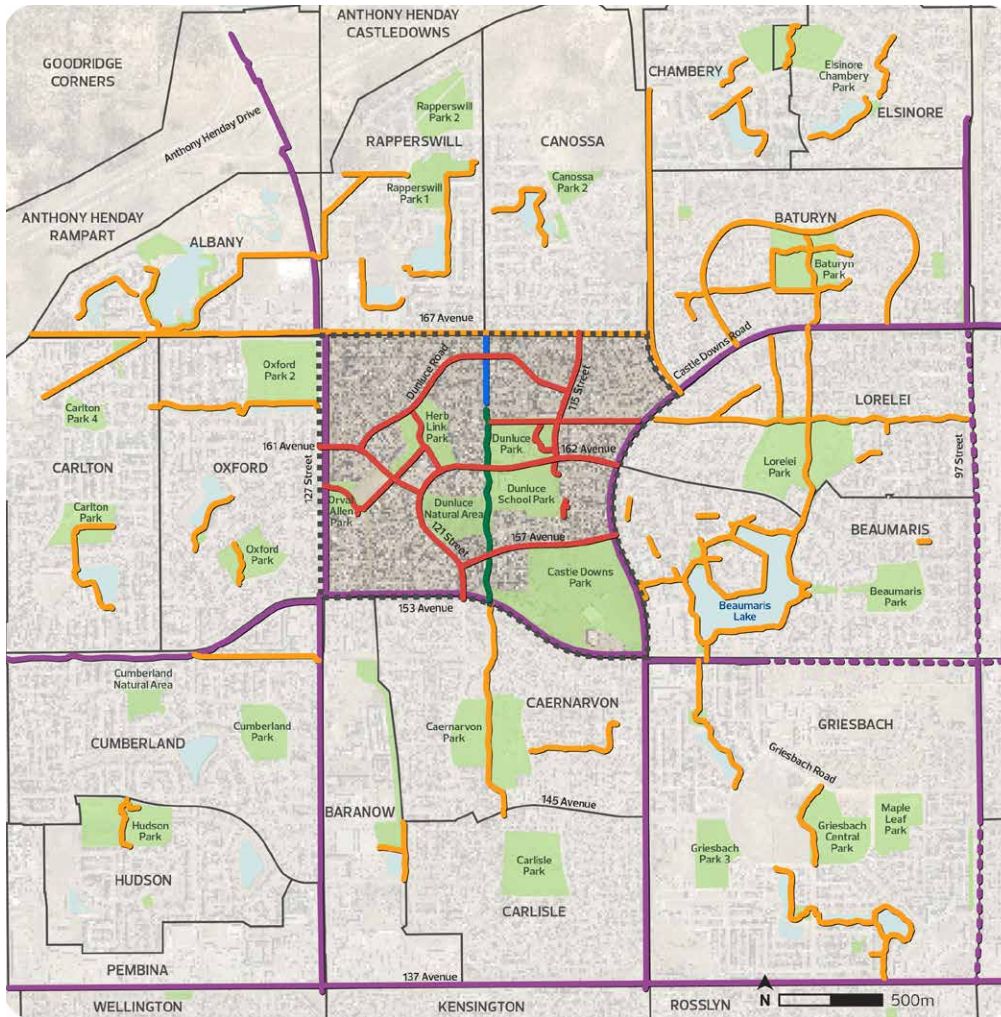 ANTHONY HENDAY
CASTLEDOWNS
GOODRIDGE
CORNERS
CHAMBERY
Elsinore
Chambery
Park
ELSINORE
Anthony Henday Drive
Rapperswill
Park 2
RAPPERSWILL
CANOSSA
Rapperswill
Park 1
Canossa
Park 2
ANTHONY HENDAY
RAMPART
ALBANY
BATURYN
Baturyn
Park
167 Avenue
Castle Downs Road
Oxford
Park 2
Dunluce Road
115 Street
Carlton
Park 4
Herb
Link
Park
LORELEI
161 Avenue
Dunluce
Park
162 Avenue
CARLTON
OXFORD
127 Street
Lorelei
Park
97 Street
Orval
Allen
Park
Dunluce
Natural Area
Dunluce
School Park
Carlton
Park
121 Street
157 Avenue
BEAUMARIS
Oxford
Park
Castle Downs
Park
Beaumaris
Lake
Beaumaris
Park
153 Avenue
Cumberland
Natural Area
CUMBERLAND
Cumberland
Park
Caernarvon
Park
CAERNARVON
GRIESBACH
Griesbach Road
BARANOW
145 Avenue
Hudson
Park
HUDSON
Carlisle
Park
CARLISLE
Griesbach
Park 3
Griesbach
Central
Park
Maple
Leaf
Park
PEMBINA
137 Avenue
WELLINGTON
KENSINGTON
ROSSLYN
N
500m